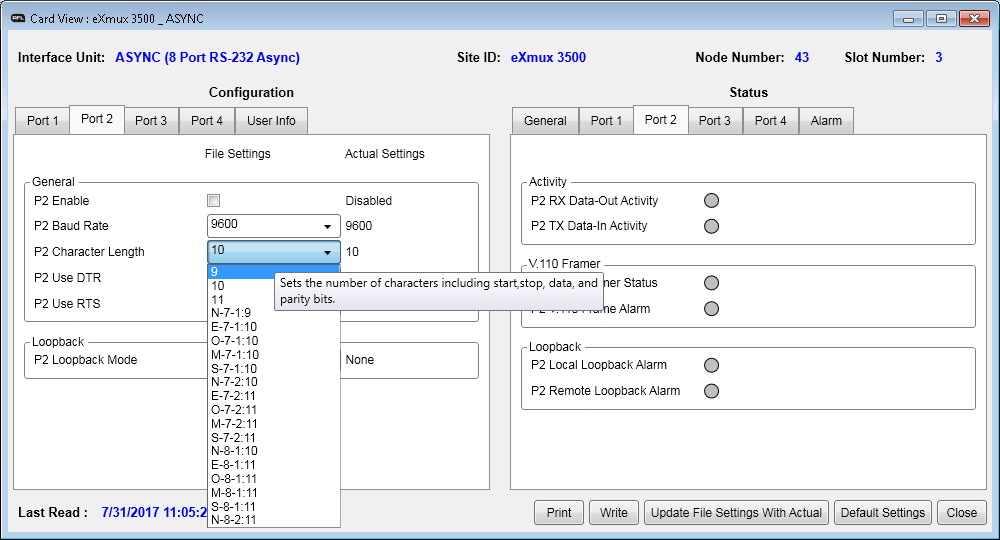 AFL Card View : eXmux 3500 _ ASYNC
Interface Unit: ASYNC (8 Port RS-232 Async) Site ID: eXmux 3500 Node Number: 43 Slot Number: 3
Configuration
Port 1 Port 2 Port 3 Port 4 User Info
File Settings Actual Settings
General
P2 Enable Disabled
P2 Baud Rate 9600 9600
P2 Character Length 10 10
P2 Use DTR
P2 Use RTS
Loopback
P2 Loopback Mode None
9
10
11
N-7-1:9
E-7-1:10
O-7-1:10
M-7-1:10
S-7-1:10
N-7-2:10
E-7-2:11
O-7-2:11
M-7-2:11
S-7-2:11
N-8-1:10
E-8-1:11
O-8-1:11
M-8-1:11
S-8-1:11
N-8-2:11
Sets the number of characters including start,stop, data, and
parity bits.
Status
General Port 1 Port 2 Port 3 Port 4 Alarm
Activity
P2 RX Data-Out Activity
P2 TX Data-In Activity
V.110 Framer
Status
Frame Alarm
Loopback
P2 Local Loopback Alarm
P2 Remote Loopback Alarm
Last Read : 7/31/2017 11:05:2
Print Write Update File Settings With Actual Default Settings Close